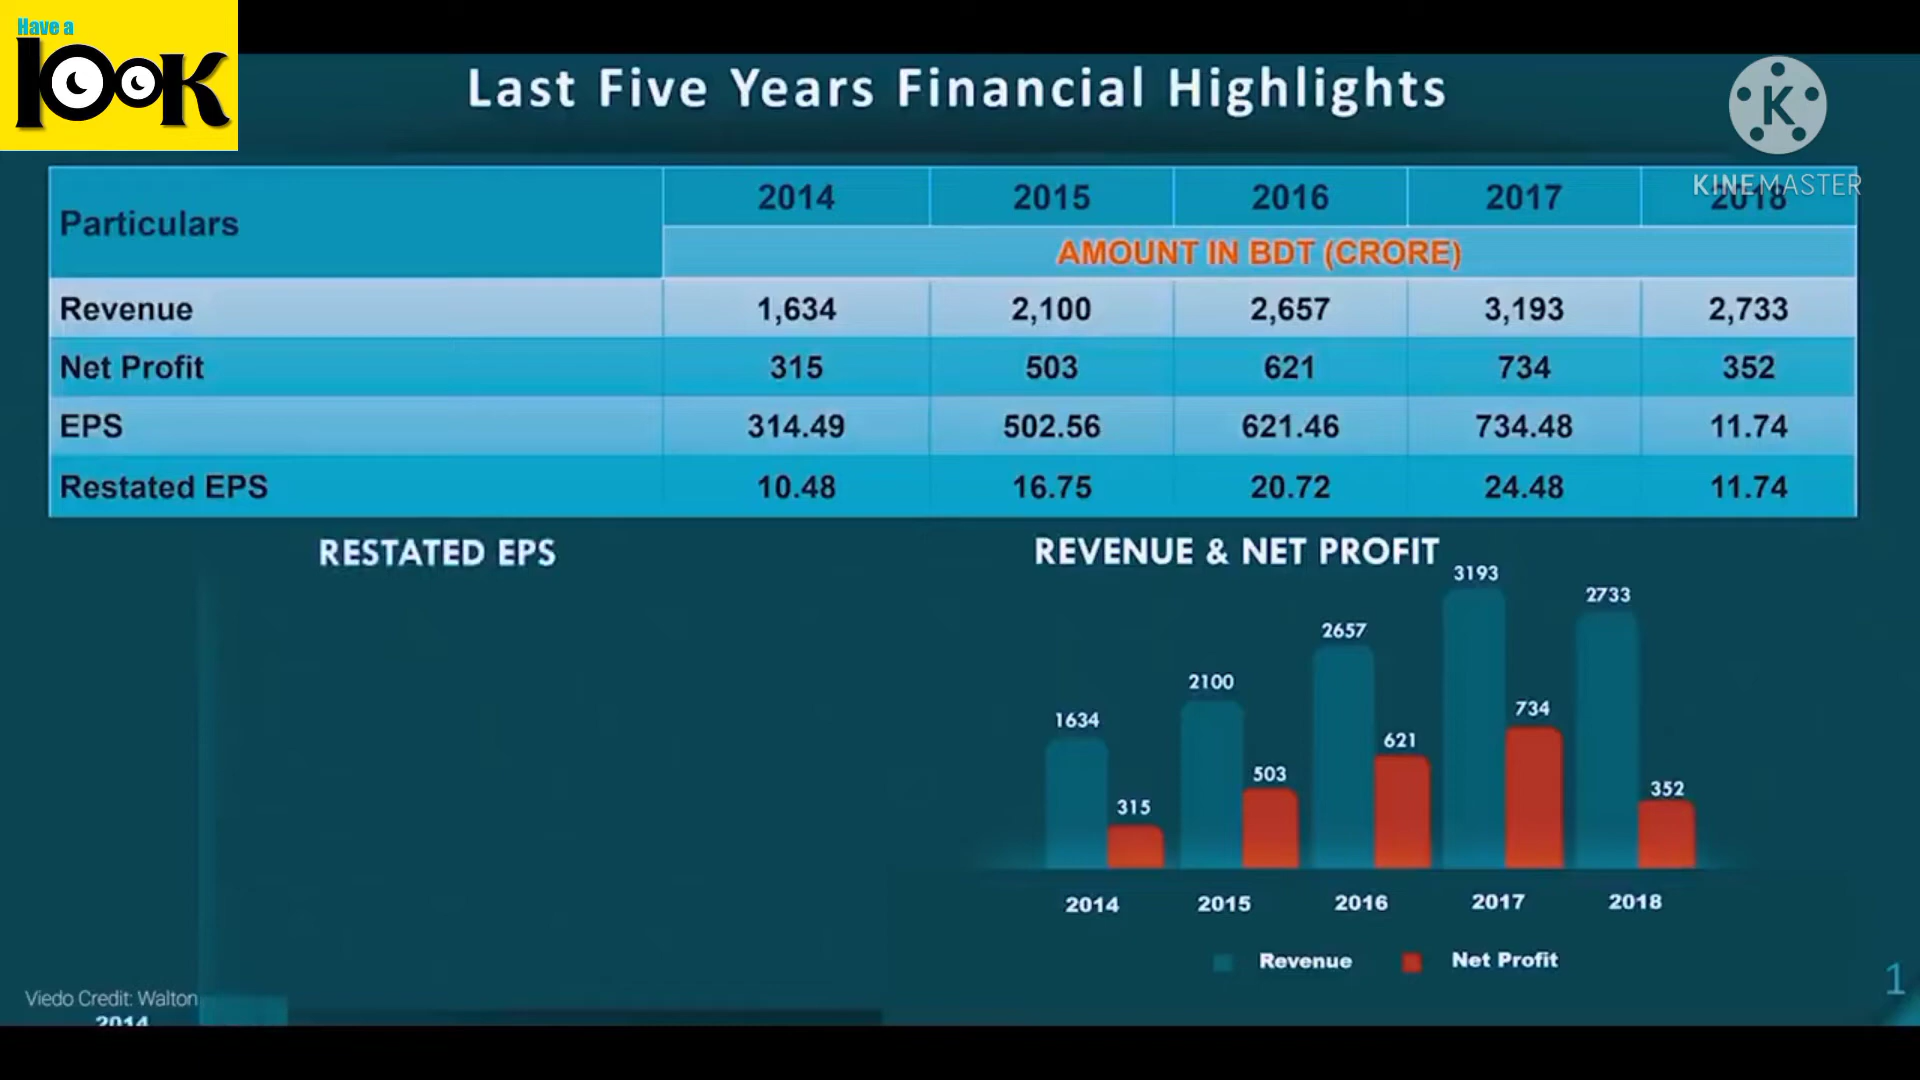 Have a
look
Last Five Years Financial Highlights
K
KINEMASTER
Particulars 2014 2015 2016 2017 2018
AMOUNT IN BDT (CRORE)
Revenue 1,634 2,100 2,657 3,193 2,733
Net Profit 315 503 621 734 352
EPS 314.49 502.56 621.46 734.48 11.74
Restated EPS 10.48 16.75 20.72 24.48 11.74
RESTATED EPS
2014
REVENUE & NET PROFIT
1634 315 2100 503 2657 621 3193 734 2733 352
2014 2015 2016 2017 2018
Revenue Net Profit
Viedo Credit: Walton
1